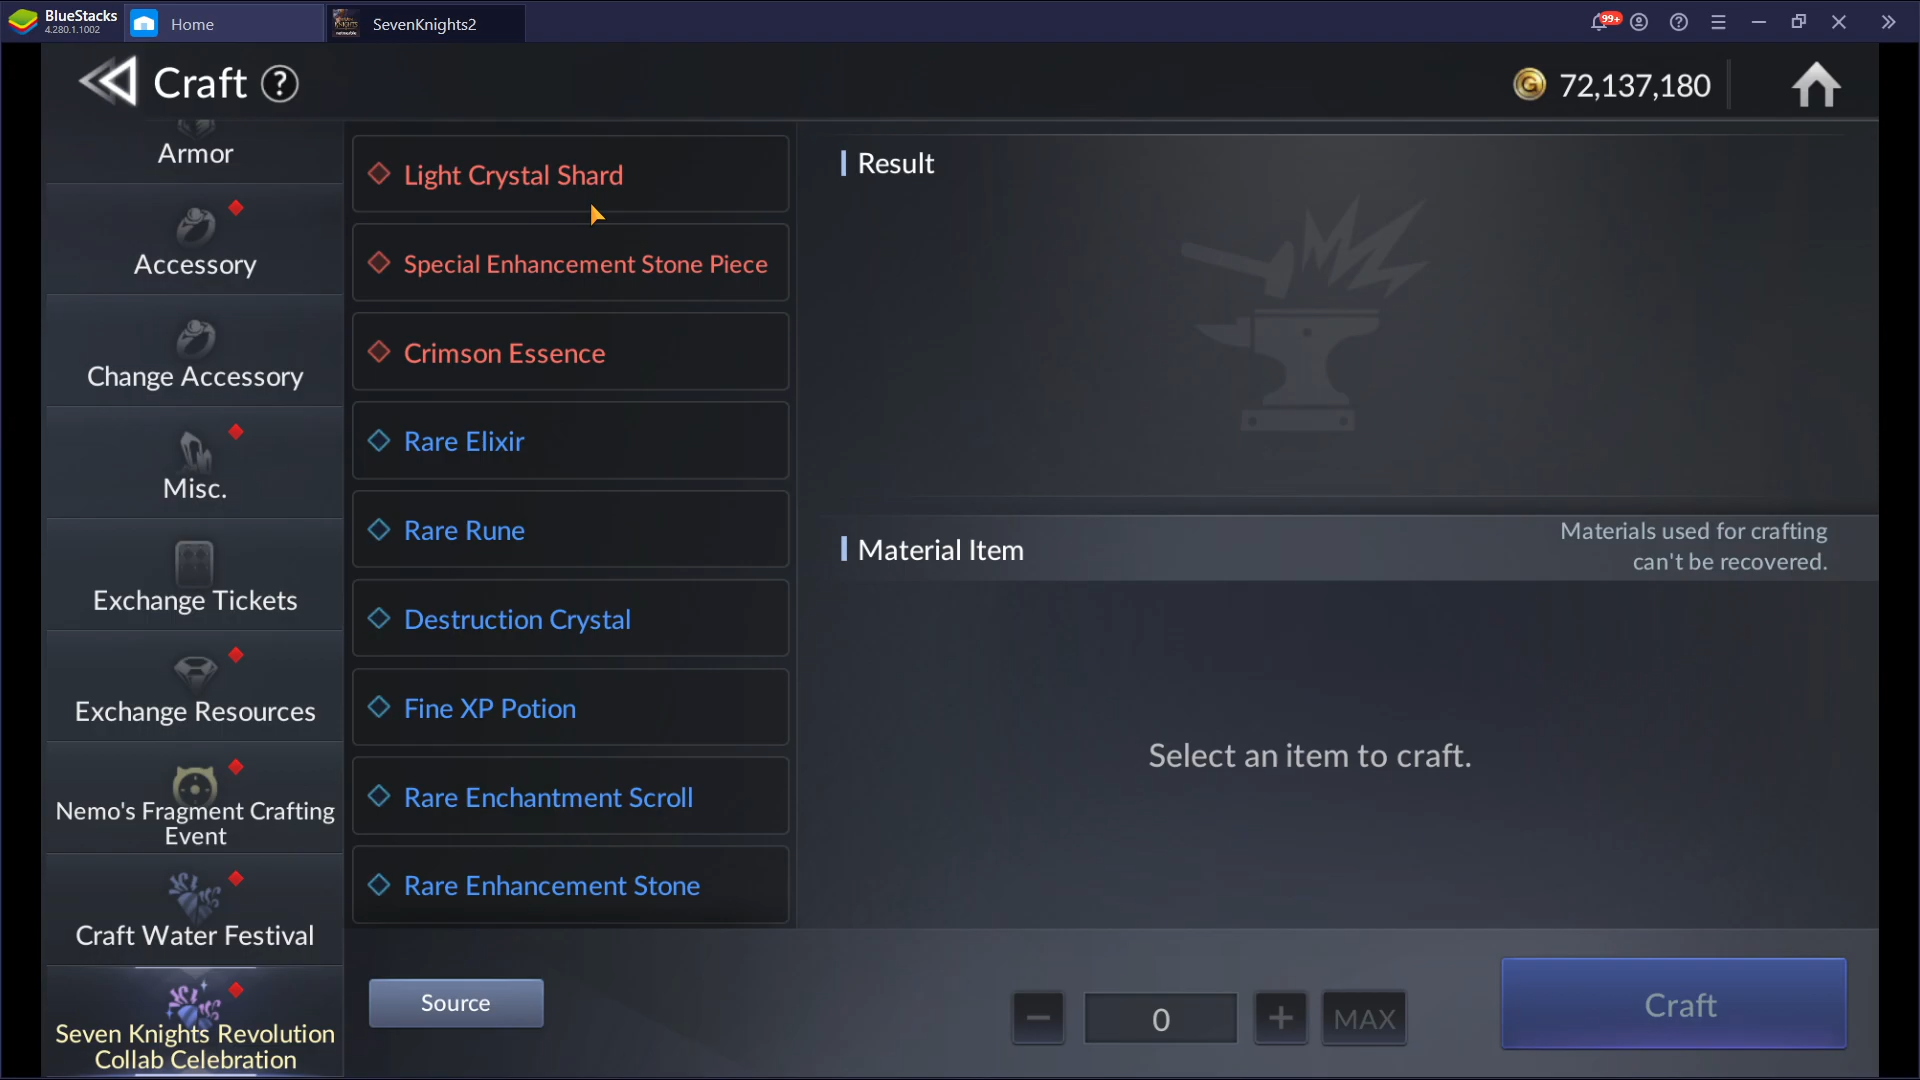 BlueStacks
4.280.1.1002
Home
SevenKnights2
99+
Craft ?
72,137,180
Armor
Accessory
Change Accessory
Misc.
Exchange Tickets
Exchange Resources
Nemo's Fragment Crafting
Event
Craft Water Festival
Seven Knights Revolution
Collab Celebration
Light Crystal Shard
Special Enhancement Stone Piece
Crimson Essence
Rare Elixir
Rare Rune
Destruction Crystal
Fine XP Potion
Rare Enchantment Scroll
Rare Enhancement Stone
Source
Result
Material Item
Materials used for crafting
can't be recovered.
Select an item to craft.
0
MAX
Craft